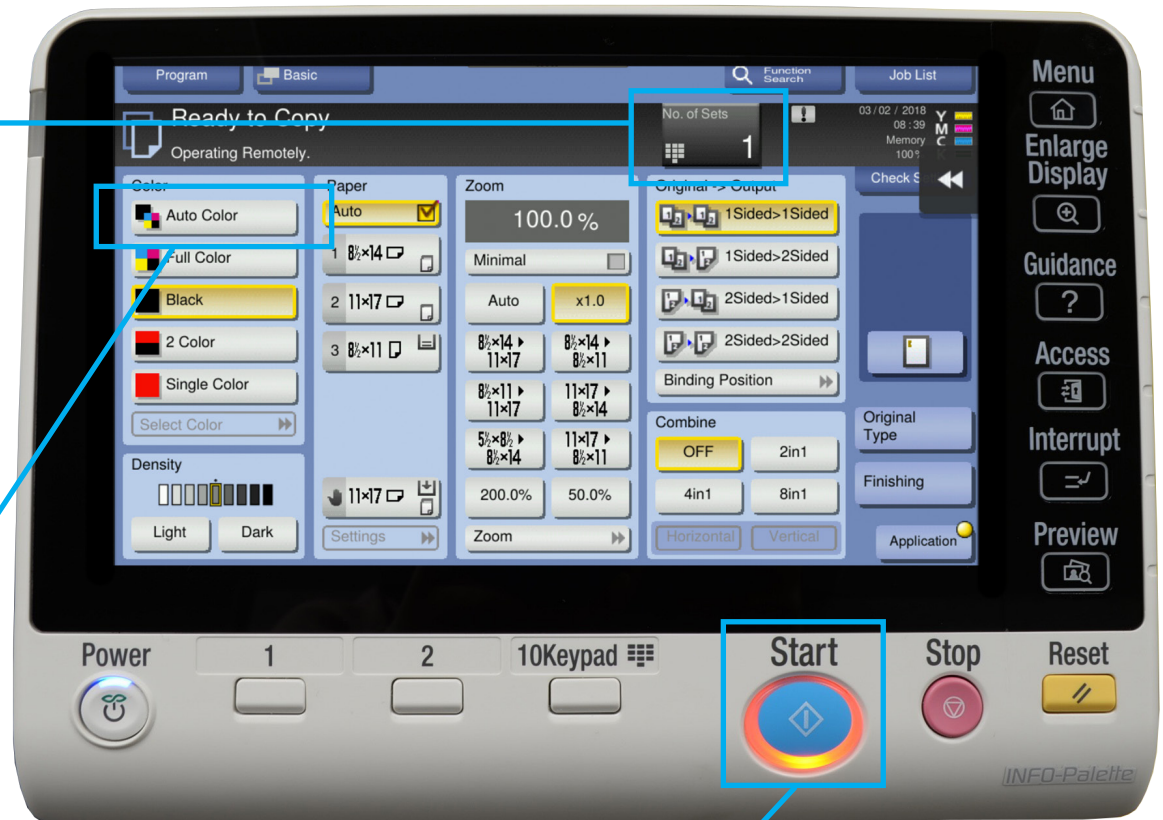 Program
Basic
Function
Search
Job List
Ready to Copy
Operating Remotely.
No. of Sets
1
03 / 02 / 2018
08 : 39
Memory
100%
Y
M
C
K
Color
Auto Color
Full Color
Black
2 Color
Single Color
Select Color
Density
Light
Dark
Paper
Auto
1 8½×14
2 11×17
3 8½×11
11×17
Settings
Zoom
100.0 %
Minimal
Auto
x1.0
8½×14
11×17
8½×14
8½×11
8½×11
11×17
11×17
8½×14
5½×8½
8½×14
11×17
8½×11
200.0%
50.0%
Zoom
Original -> Output
1Sided>1Sided
1Sided>2Sided
2Sided>1Sided
2Sided>2Sided
Binding Position
Combine
OFF
2in1
4in1
8in1
Horizontal
Vertical
Check
Original
Type
Finishing
Application
Menu
Enlarge
Display
Guidance
?
Access
Interrupt
Preview
Power
1
2
10Keypad
Start
Stop
Reset
INFO-Palette